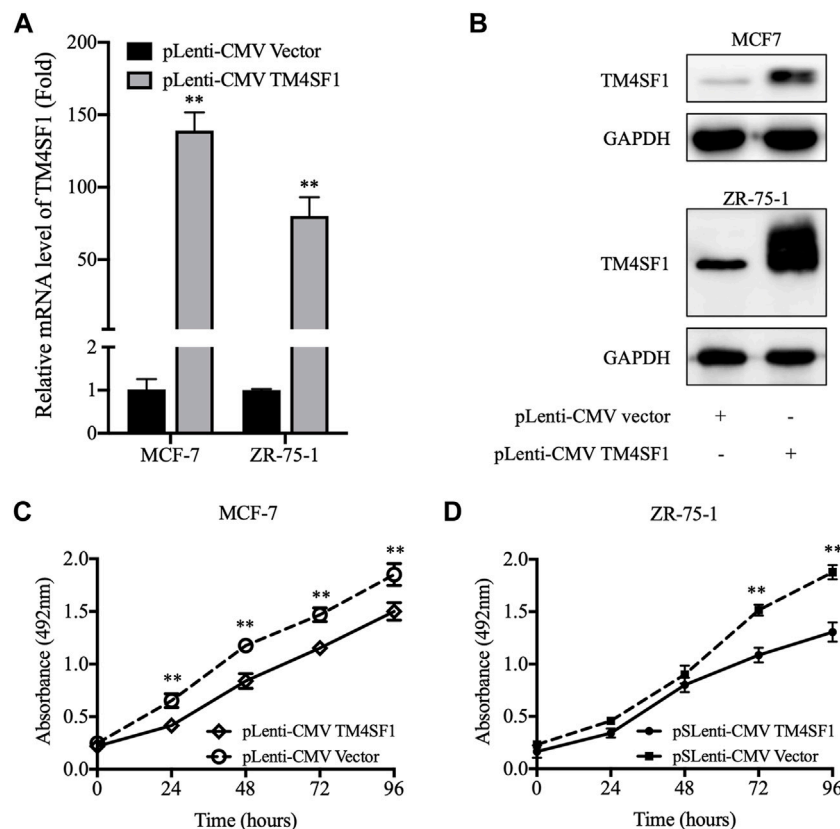 A
Relative mRNA level of TM4SF1 (Fold)
200
150
100
50
2
1
0
pLenti-CMV Vector
pLenti-CMV TM4SF1
**
**
MCF-7
ZR-75-1
B
MCF7
TM4SF1
GAPDH
ZR-75-1
TM4SF1
GAPDH
pLenti-CMV vector + -
pLenti-CMV TM4SF1 - +
C
MCF-7
Absorbance (492nm)
2.0
1.5
1.0
0.5
0.0
** ** ** **
pLenti-CMV TM4SF1
pLenti-CMV Vector
0 24 48 72 96
Time (hours)
D
ZR-75-1
Absorbance (492nm)
2.0
1.5
1.0
0.5
0.0
** **
pSLenti-CMV TM4SF1
pSLenti-CMV Vector
0 24 48 72 96
Time (hours)